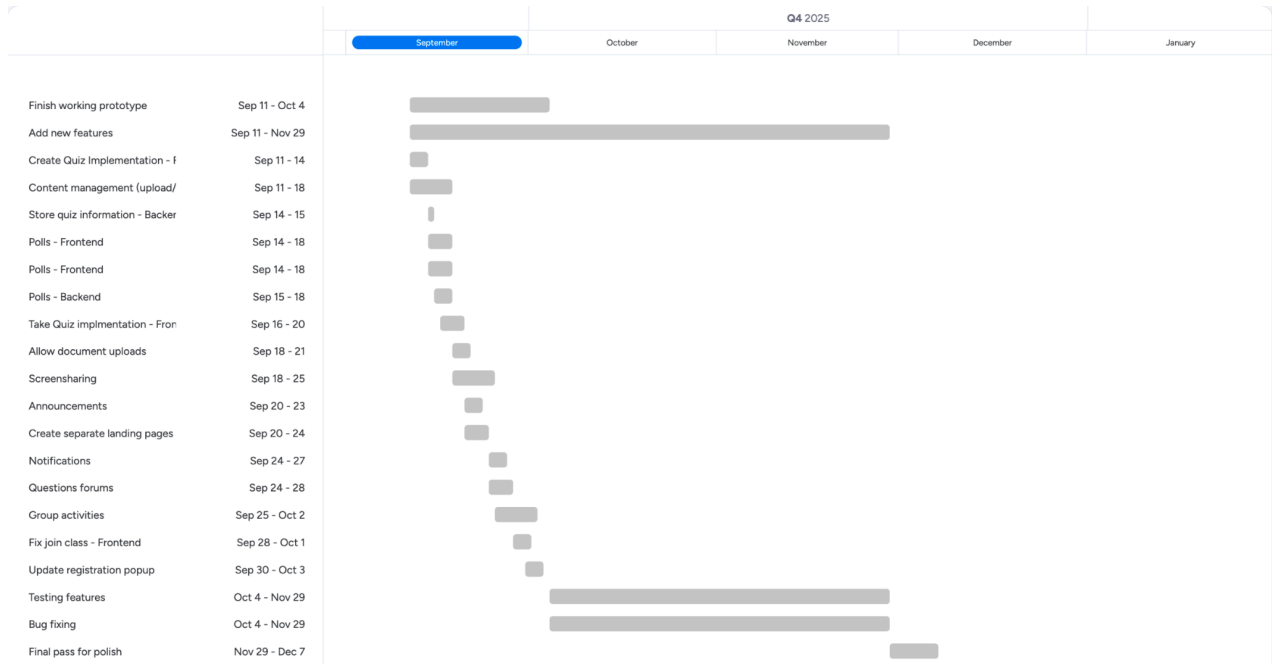 Q4 2025
September October November December January
Finish working prototype Sep 11 - Oct 4
Add new features Sep 11 - Nov 29
Create Quiz Implementation - F Sep 11 - 14
Content management (upload/ Sep 11 - 18
Store quiz information - Backer Sep 14 - 15
Polls - Frontend Sep 14 - 18
Polls - Frontend Sep 14 - 18
Polls - Backend Sep 15 - 18
Take Quiz implmentation - Fron Sep 16 - 20
Allow document uploads Sep 18 - 21
Screensharing Sep 18 - 25
Announcements Sep 20 - 23
Create separate landing pages Sep 20 - 24
Notifications Sep 24 - 27
Questions forums Sep 24 - 28
Group activities Sep 25 - Oct 2
Fix join class - Frontend Sep 28 - Oct 1
Update registration popup Sep 30 - Oct 3
Testing features Oct 4 - Nov 29
Bug fixing Oct 4 - Nov 29
Final pass for polish Nov 29 - Dec 7